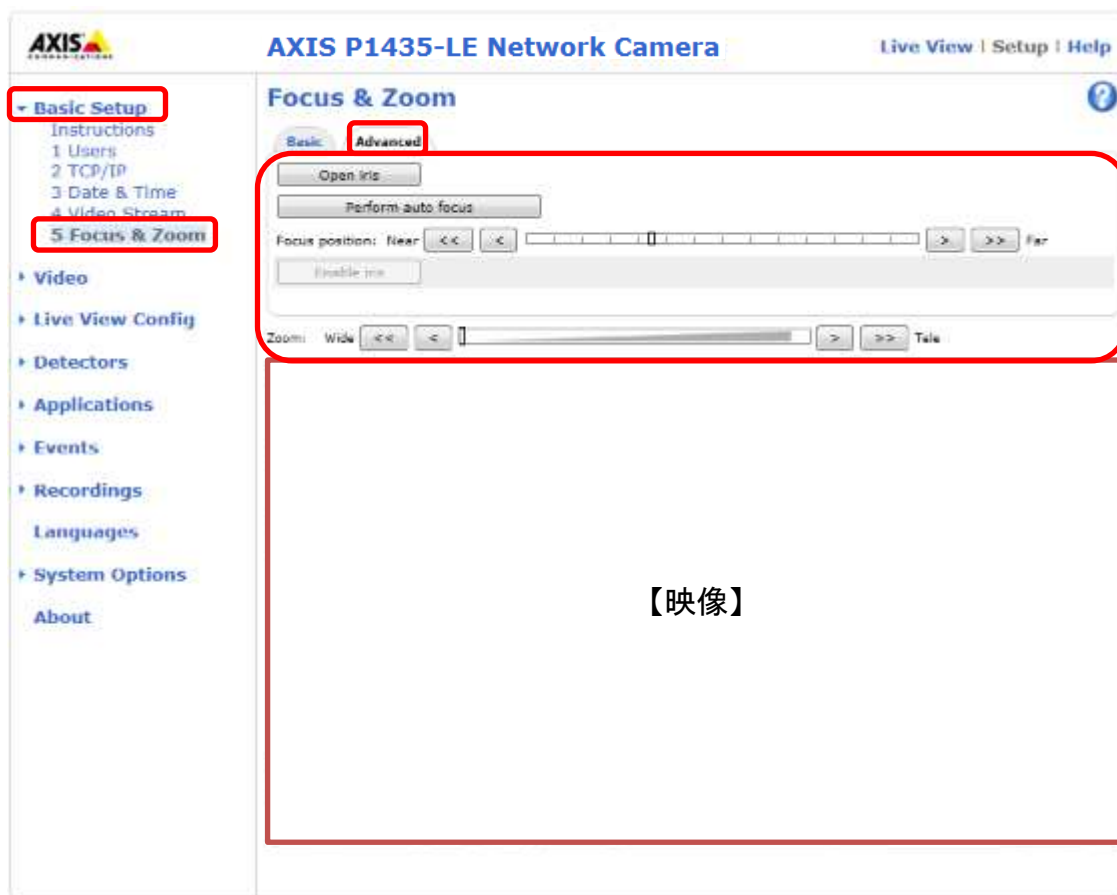 AXIS
COMMUNICATIONS
AXIS P1435-LE Network Camera
Live View | Setup | Help
Basic Setup
Instructions
1 Users
2 TCP/IP
3 Date & Time
4 Video Stream
5 Focus & Zoom
Video
Live View Config
Detectors
Applications
Events
Recordings
Languages
System Options
About
Focus & Zoom
?
Basic
Advanced
Open iris
Perform auto focus
Focus position: Near << < > >> Far
Enable iris
Zoom: Wide << < > >> Tele
【映像】